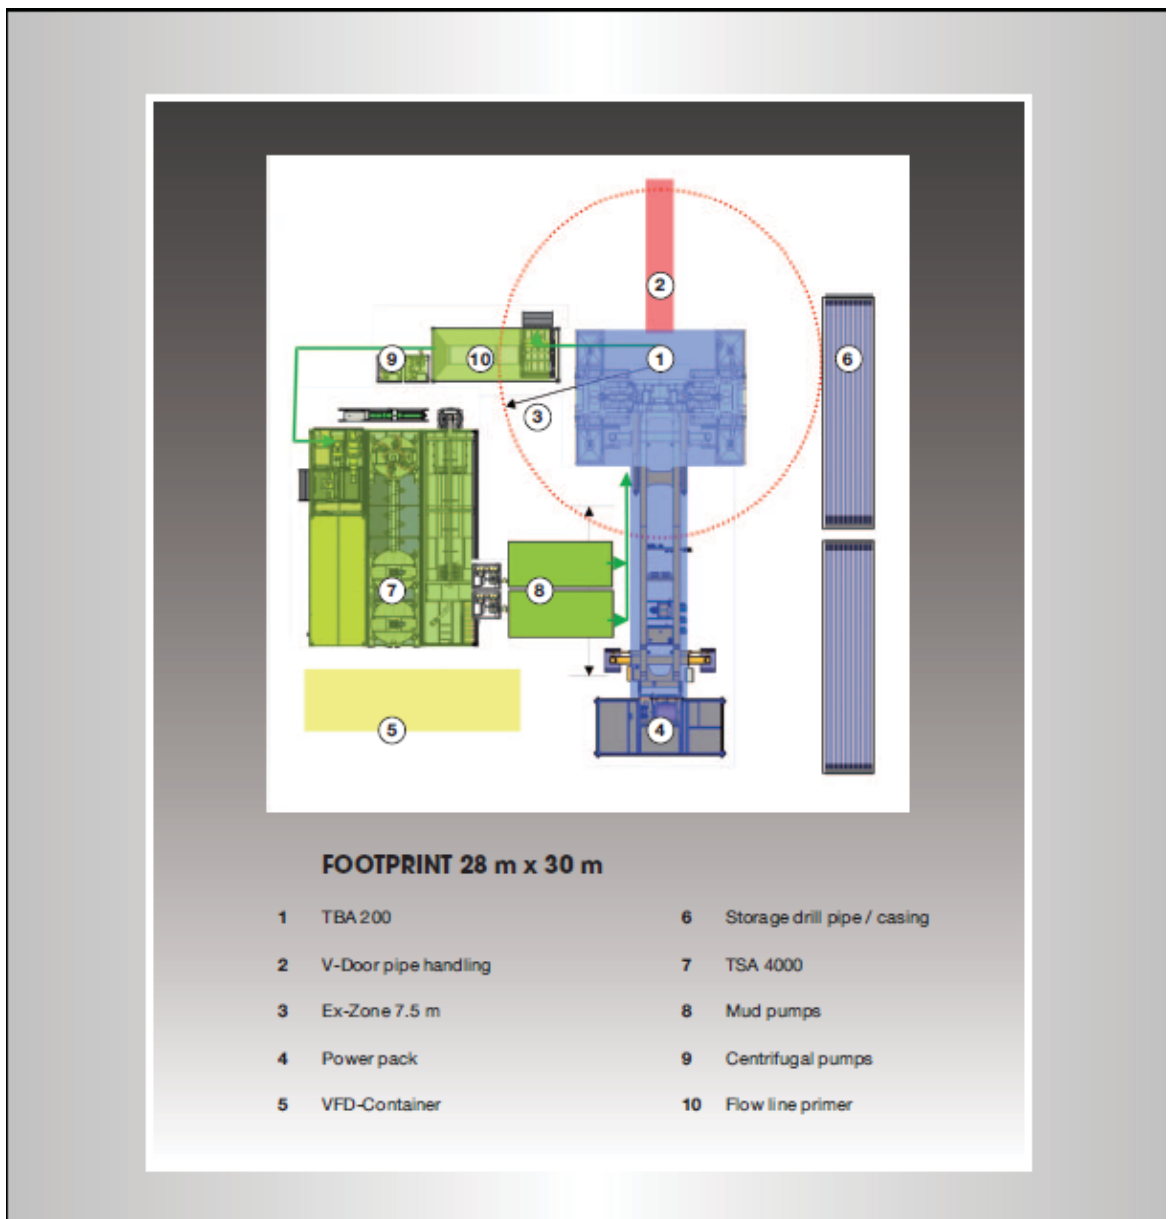 2
1
9
10
6
3
7
8
5
4
FOOTPRINT 28 m x 30 m
1 TBA 200
2 V-Door pipe handling
3 Ex-Zone 7.5 m
4 Power pack
5 VFD-Container
6 Storage drill pipe / casing
7 TSA 4000
8 Mud pumps
9 Centrifugal pumps
10 Flow line primer